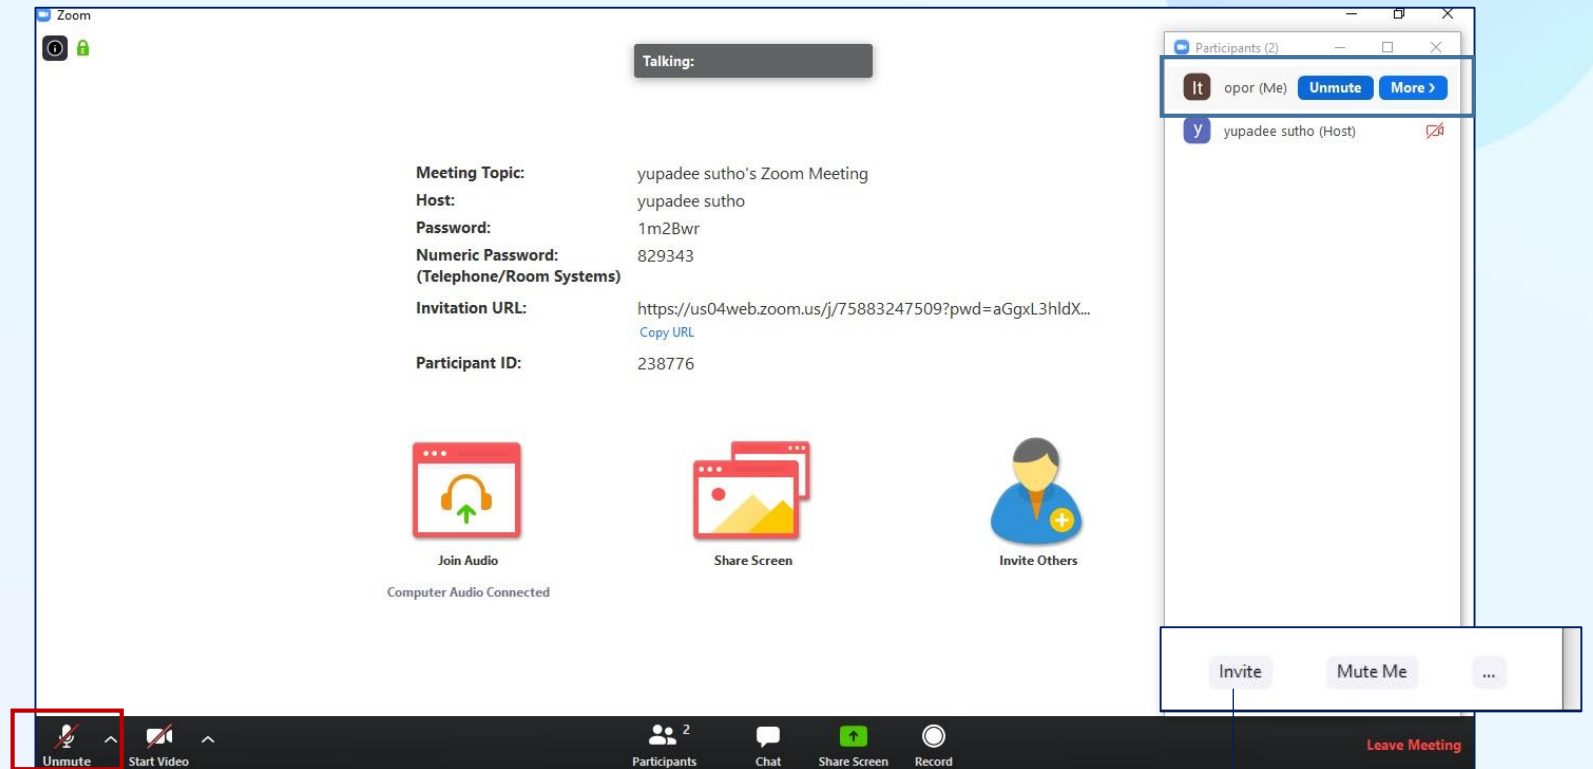 Zoom
Talking:
Participants (2)
It opor (Me) Unmute More >
y yupadee sutho (Host)
Meeting Topic: yupadee sutho's Zoom Meeting
Host: yupadee sutho
Password: 1m2Bwr
Numeric Password: 829343
(Telephone/Room Systems)
Invitation URL: https://us04web.zoom.us/j/75883247509?pwd=aGgxL3hldX...
Copy URL
Participant ID: 238776
Join Audio Share Screen Invite Others
Computer Audio Connected
Invite Mute Me ...
2
Unmute Start Video Participants Chat Share Screen Record Leave Meeting